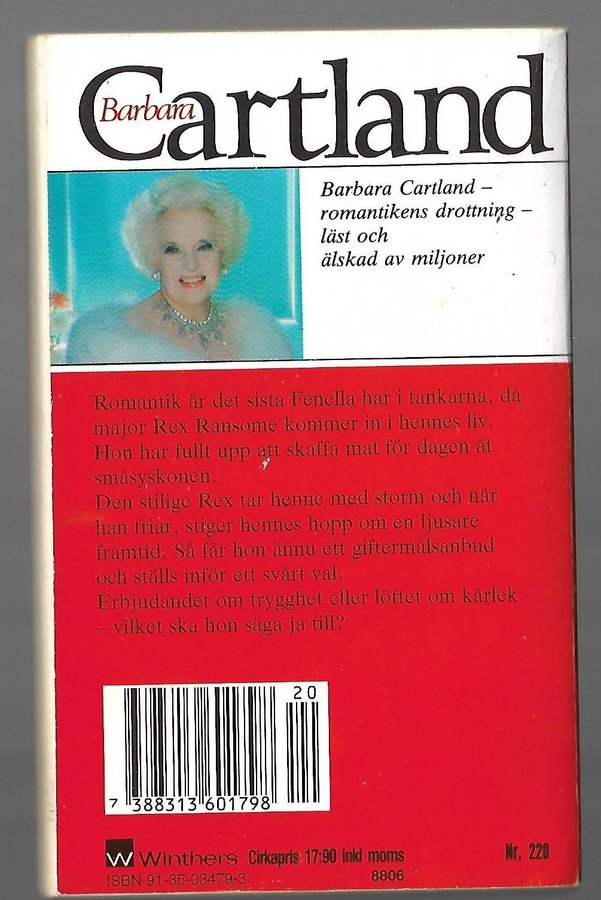 Barbara
Cartland
Barbara Cartland –
romantikens drottning –
läst och
älskad av miljoner
Romantik är det sista Fenella har i tankarna, då
major Rex Ransome kommer in i hennes liv.
Hon har fullt upp att skaffa mat för dagen åt
småsyskonen.
Den stilige Rex tar henne med storm och när
han friar, stiger hennes hopp om en ljusare
framtid. Så får hon ännu ett giftermålsanbud
och ställs inför ett svårt val.
Erbjudandet om trygghet eller löftet om kärlek
– vilket ska hon säga ja till?
20
7 388313 601798
W Winthers Cirkapris 17:90 inkl moms Nr. 220
ISBN 91-35-03479-3 8806